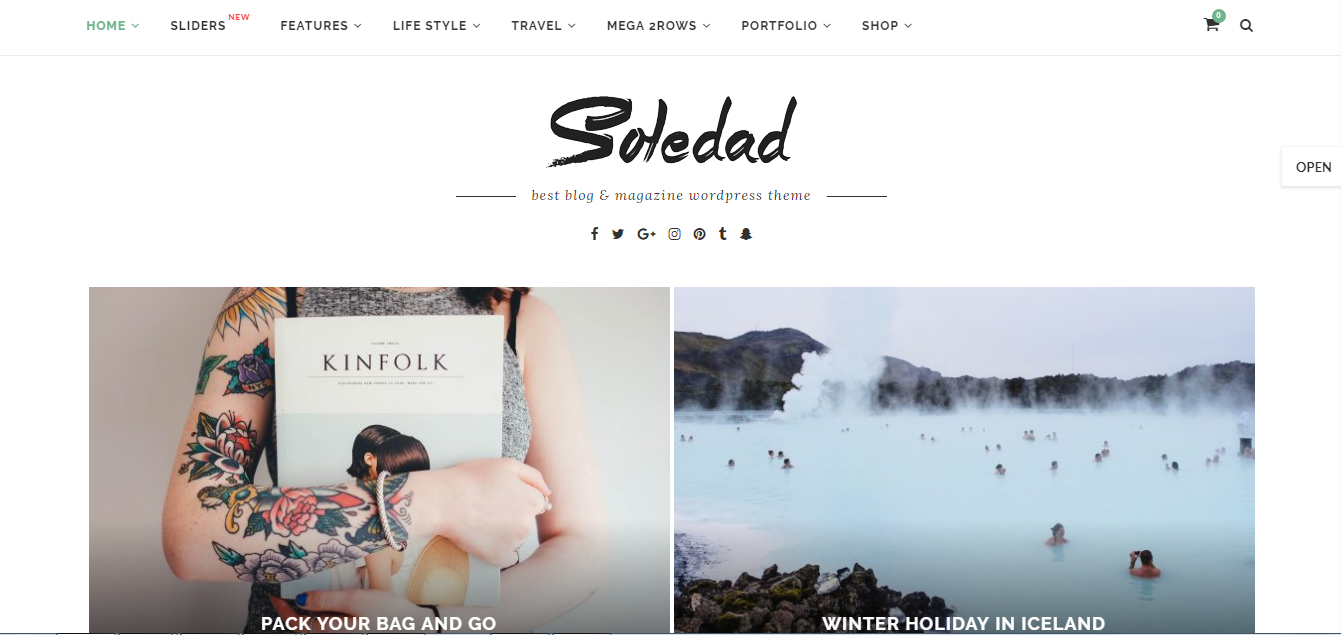 HOME SLIDERS NEW FEATURES LIFE STYLE TRAVEL MEGA 2ROWS PORTFOLIO SHOP 0
Soledad
OPEN
best blog & magazine wordpress theme
KINFOLK
PACK YOUR BAG AND GO
WINTER HOLIDAY IN ICELAND